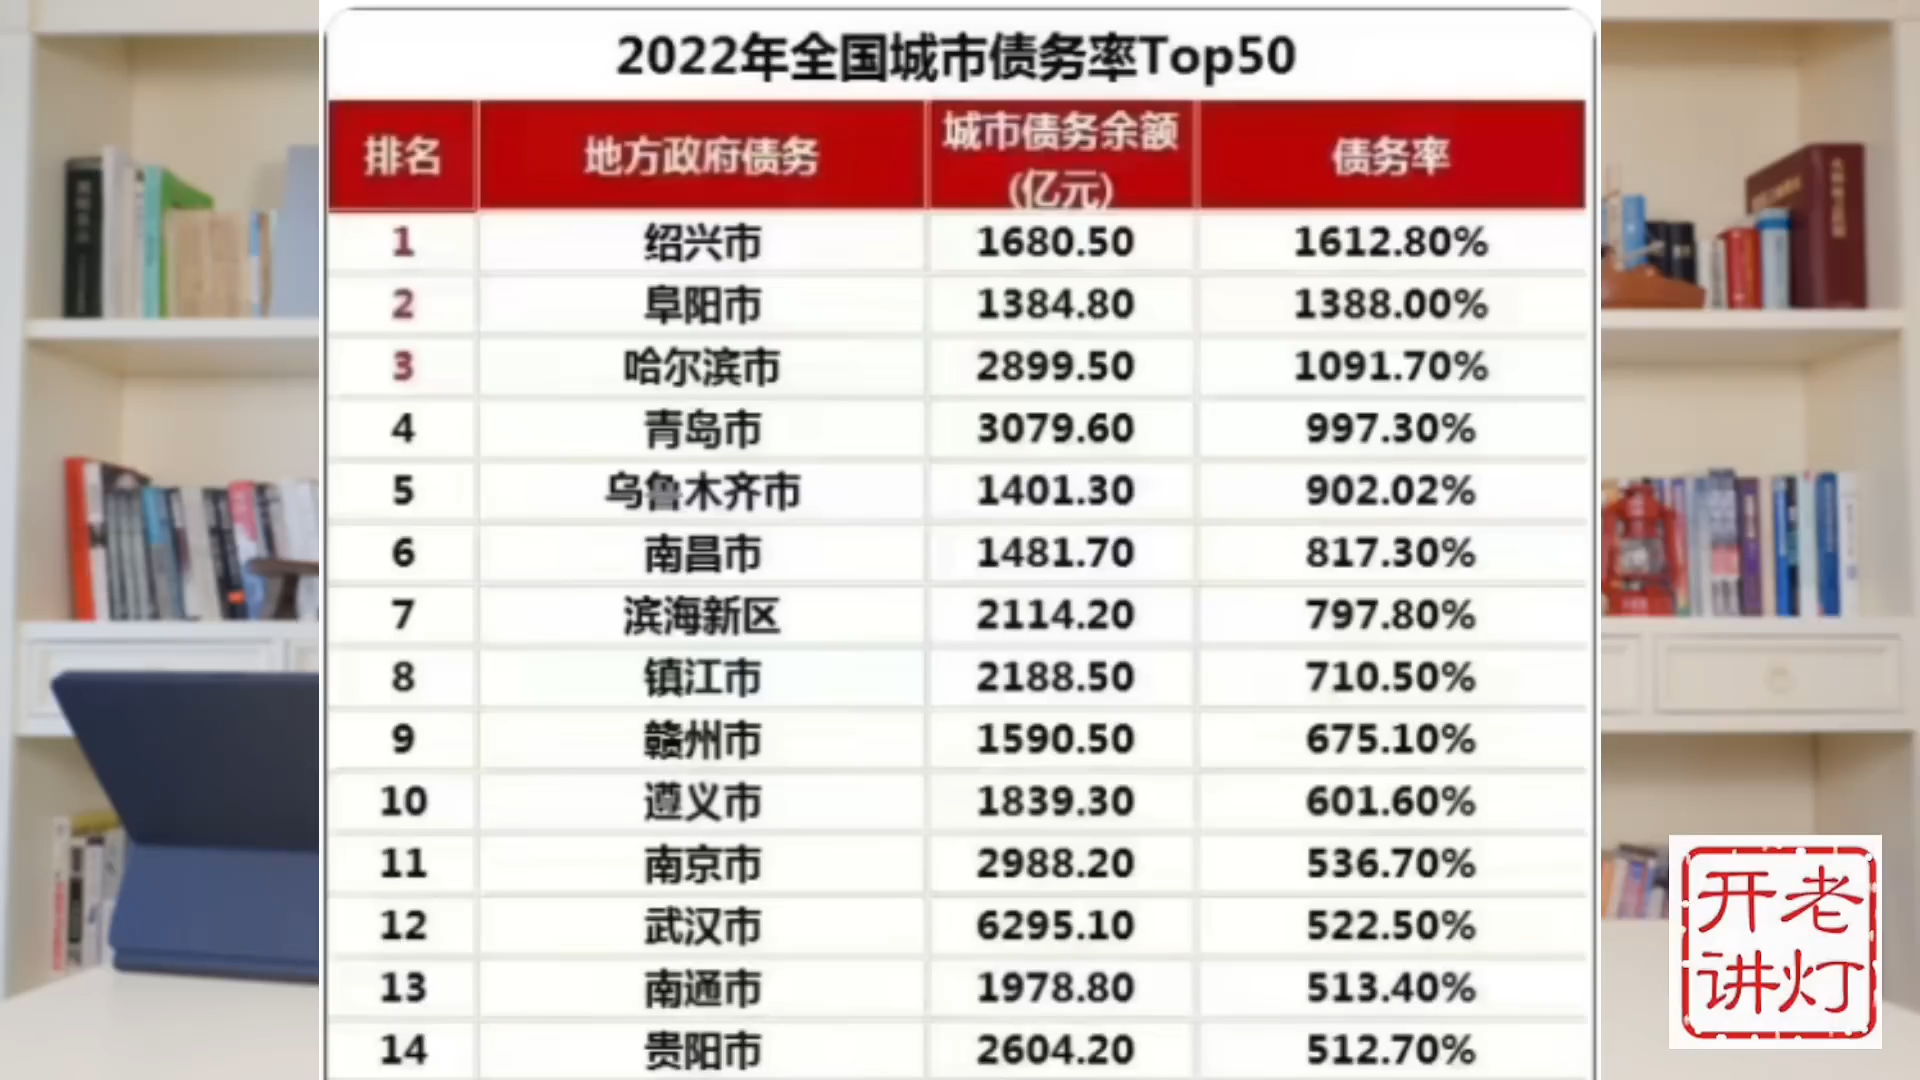 2022年全国城市债务率Top50
排名 地方政府债务 城市债务余额(亿元) 债务率
1 绍兴市 1680.50 1612.80%
2 阜阳市 1384.80 1388.00%
3 哈尔滨市 2899.50 1091.70%
4 青岛市 3079.60 997.30%
5 乌鲁木齐市 1401.30 902.02%
6 南昌市 1481.70 817.30%
7 滨海新区 2114.20 797.80%
8 镇江市 2188.50 710.50%
9 赣州市 1590.50 675.10%
10 遵义市 1839.30 601.60%
11 南京市 2988.20 536.70%
12 武汉市 6295.10 522.50%
13 南通市 1978.80 513.40%
14 贵阳市 2604.20 512.70%
老灯
开讲